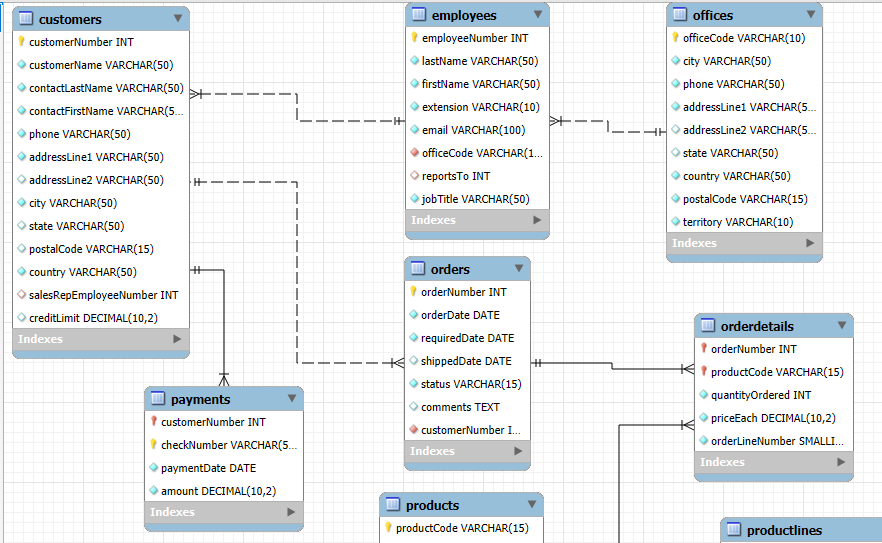 customers
customerNumber INT
customerName VARCHAR(50)
contactLastName VARCHAR(50)
contactFirstName VARCHAR(5...
phone VARCHAR(50)
addressLine1 VARCHAR(50)
addressLine2 VARCHAR(50)
city VARCHAR(50)
state VARCHAR(50)
postalCode VARCHAR(15)
country VARCHAR(50)
salesRepEmployeeNumber INT
creditLimit DECIMAL(10,2)
Indexes
employees
employeeNumber INT
lastName VARCHAR(50)
firstName VARCHAR(50)
extension VARCHAR(10)
email VARCHAR(100)
officeCode VARCHAR(1...
reportsTo INT
jobTitle VARCHAR(50)
Indexes
offices
officeCode VARCHAR(10)
city VARCHAR(50)
phone VARCHAR(50)
addressLine1 VARCHAR(5...
addressLine2 VARCHAR(5...
state VARCHAR(50)
country VARCHAR(50)
postalCode VARCHAR(15)
territory VARCHAR(10)
Indexes
orders
orderNumber INT
orderDate DATE
requiredDate DATE
shippedDate DATE
status VARCHAR(15)
comments TEXT
customerNumber I...
Indexes
orderdetails
orderNumber INT
productCode VARCHAR(15)
quantityOrdered INT
priceEach DECIMAL(10,2)
orderLineNumber SMALLI...
Indexes
payments
customerNumber INT
checkNumber VARCHAR(5...
paymentDate DATE
amount DECIMAL(10,2)
Indexes
products
productCode VARCHAR(15)
productlines